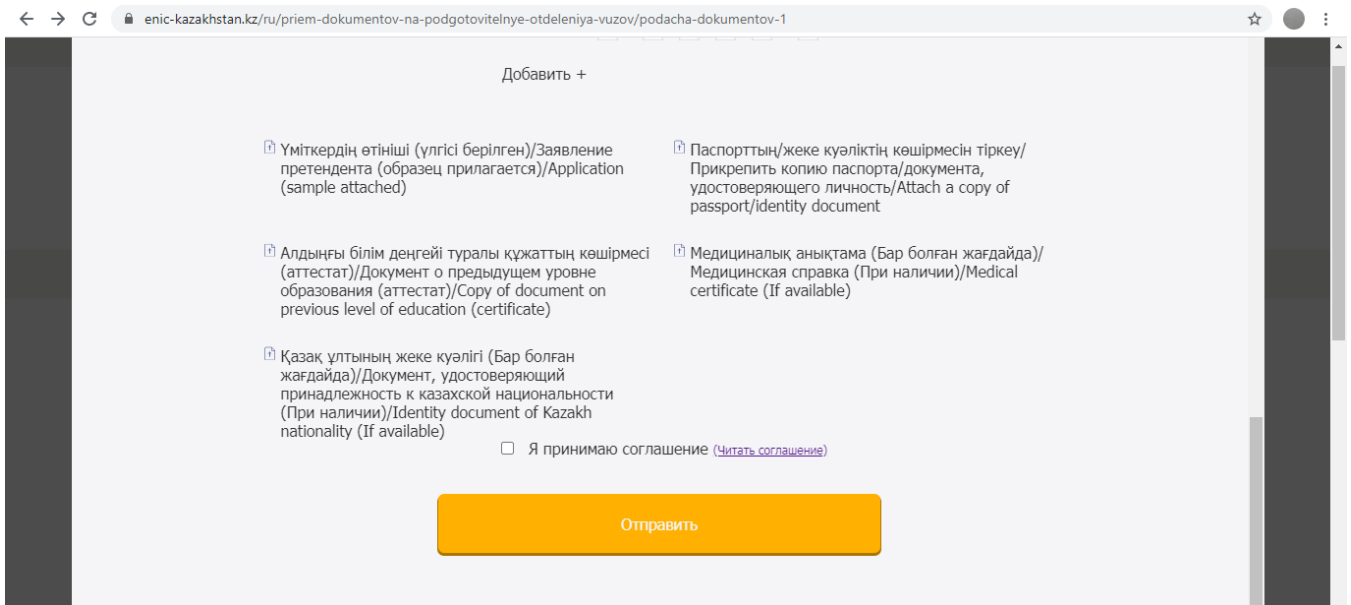 enic-kazakhstan.kz/ru/priem-dokumentov-na-podgotovitelnye-otdeleniya-vuzov/podacha-dokumentov-1
Добавить +
Үміткердің өтініші (үлгісі берілген)/Заявление
претендента (образец прилагается)/Application
(sample attached)
Паспорттың/жеке куәліктің көшірмесін тіркеу/
Прикрепить копию паспорта/документа,
удостоверяющего личность/Attach a copy of
passport/identity document
Алдыңғы білім деңгейі туралы құжаттың көшірмесі
(аттестат)/Документ о предыдущем уровне
образования (аттестат)/Copy of document on
previous level of education (certificate)
Медициналық анықтама (Бар болған жағдайда)/
Медицинская справка (При наличии)/Medical
certificate (If available)
Қазақ ұлтының жеке куәлігі (Бар болған
жағдайда)/Документ, удостоверяющий
принадлежность к казахской национальности
(При наличии)/Identity document of Kazakh
nationality (If available)
Я принимаю соглашение (Читать соглашение)
Отправить